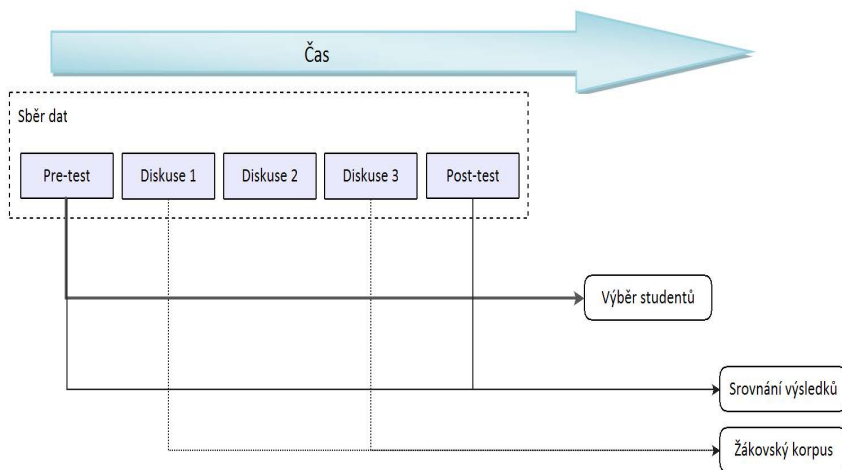 Čas
Sběr dat
Pre-test
Diskuse 1
Diskuse 2
Diskuse 3
Post-test
Výběr studentů
Srovnání výsledků
Žákovský korpus